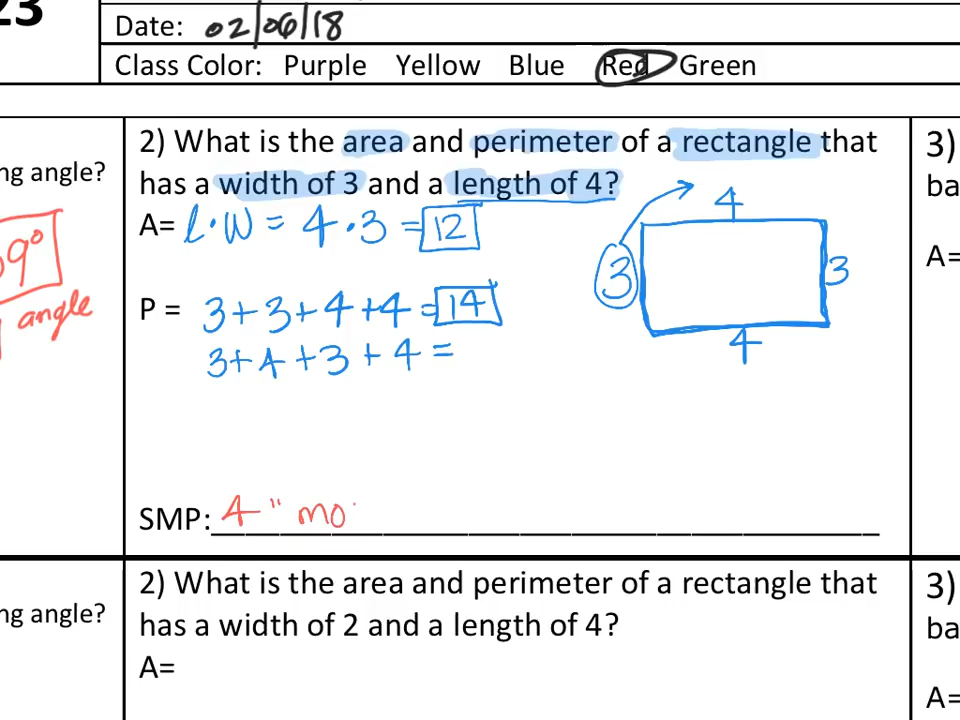 23
Date: 02/06/18
Class Color: Purple Yellow Blue Red Green
ng angle?
9°
angle
2) What is the area and perimeter of a rectangle that
has a width of 3 and a length of 4?
A= l·W = 4·3 = 12
P = 3+3+4+4=14
3+4+3+4=
4
3
3
4
SMP: 4 " mo
3)
ba
A=
ng angle?
2) What is the area and perimeter of a rectangle that
has a width of 2 and a length of 4?
A=
3)
ba
A=